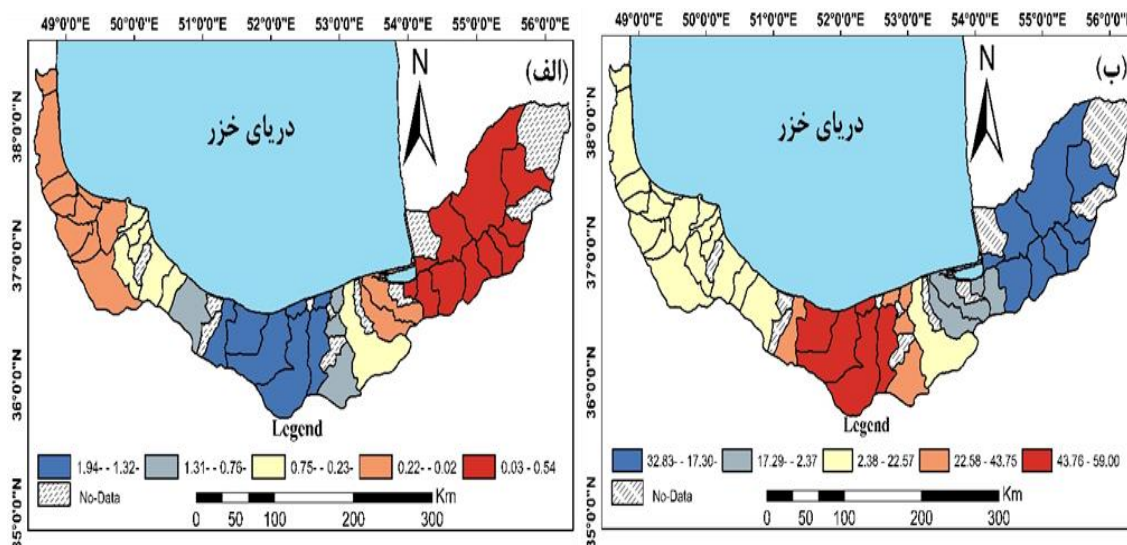 49°0'0"E 50°0'0"E 51°0'0"E 52°0'0"E 53°0'0"E 54°0'0"E 55°0'0"E 56°0'0"E
(الف)
N
دریای خزر
38°0'0"N
37°0'0"N
36°0'0"N
35°0'0"N
Legend
1.94- - 1.32- 1.31- - 0.76- 0.75- - 0.23- 0.22- - 0.02 0.03 - 0.54
No-Data
Km
0 50 100 200 300
49°0'0"E 50°0'0"E 51°0'0"E 52°0'0"E 53°0'0"E 54°0'0"E 55°0'0"E 56°0'0"E
(ب)
N
دریای خزر
38°0'0"N
37°0'0"N
36°0'0"N
35°0'0"N
Legend
32.83- - 17.30- 17.29- - 2.37 2.38 - 22.57 22.58 - 43.75 43.76 - 59.00
No-Data
Km
0 50 100 200 300